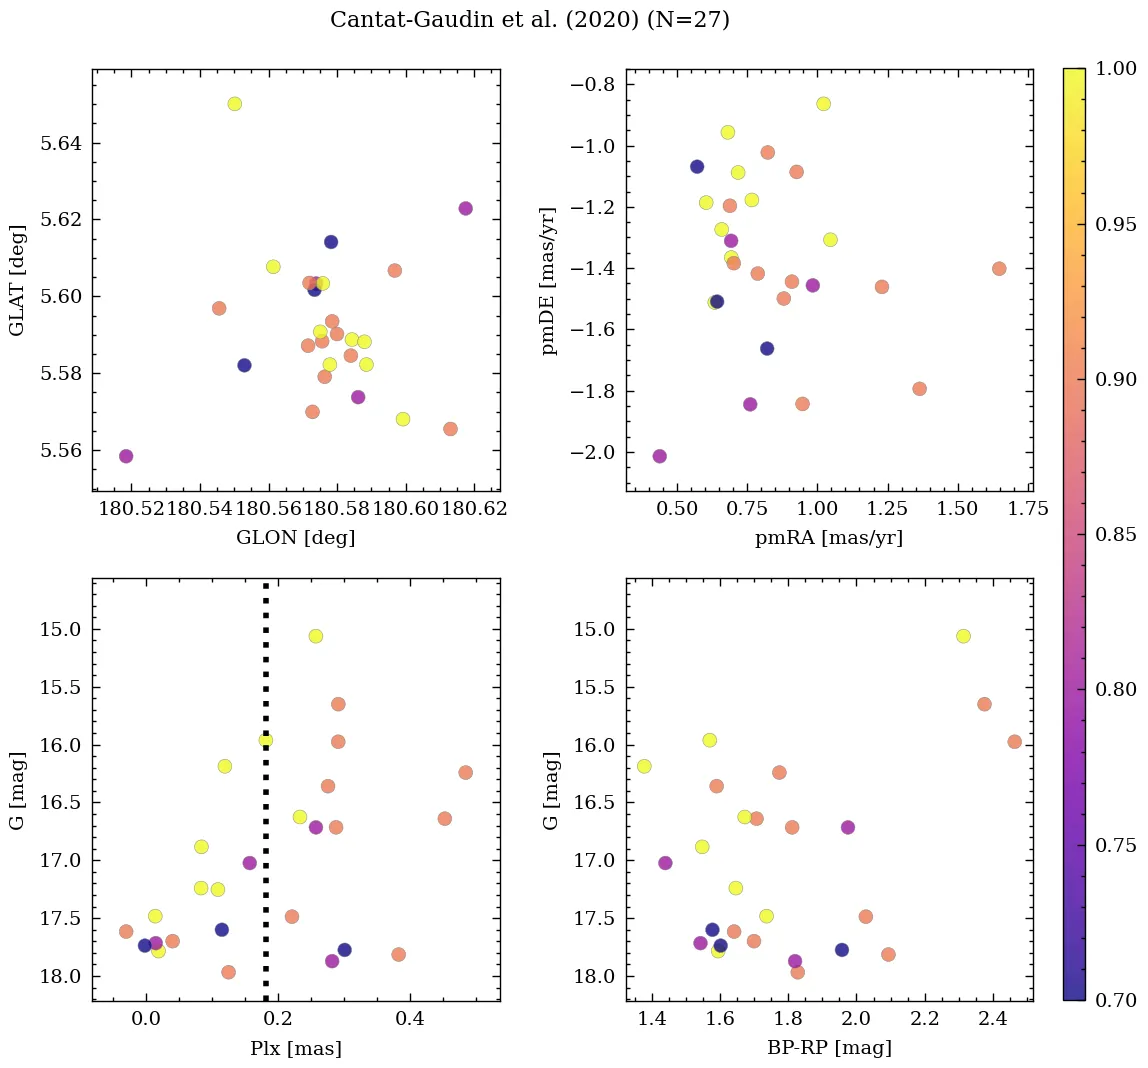 Cantat-Gaudin et al. (2020) (N=27)
5.64
5.62
5.60
5.58
5.56
GLAT [deg]
180.52 180.54 180.56 180.58 180.60 180.62
GLON [deg]
−0.8
−1.0
−1.2
−1.4
−1.6
−1.8
−2.0
pmDE [mas/yr]
0.50 0.75 1.00 1.25 1.50 1.75
pmRA [mas/yr]
15.0
15.5
16.0
16.5
17.0
17.5
18.0
G [mag]
0.0 0.2 0.4
Plx [mas]
15.0
15.5
16.0
16.5
17.0
17.5
18.0
G [mag]
1.4 1.6 1.8 2.0 2.2 2.4
BP-RP [mag]
1.00
0.95
0.90
0.85
0.80
0.75
0.70